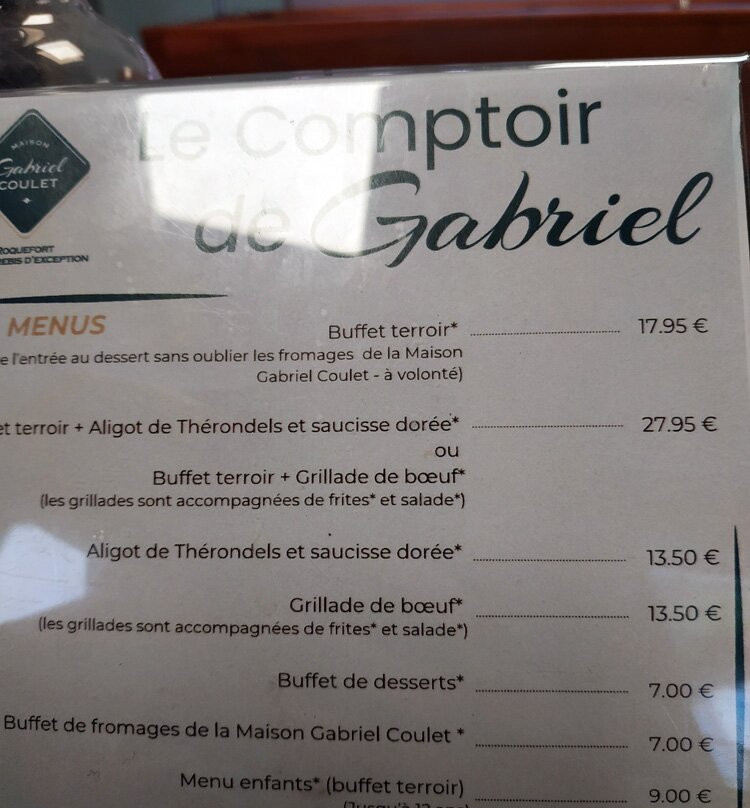 MAISON
Gabriel
COULET
Le Comptoir
de Gabriel
ROQUEFORT
D'EXCEPTION
MENUS
Buffet terroir* 17.95 €
l'entrée au dessert sans oublier les fromages de la Maison
Gabriel Coulet - à volonté)
terroir + Aligot de Thérondels et saucisse dorée* 27.95 €
ou
Buffet terroir + Grillade de bœuf*
(les grillades sont accompagnées de frites* et salade*)
Aligot de Thérondels et saucisse dorée* 13.50 €
Grillade de bœuf* 13.50 €
(les grillades sont accompagnées de frites* et salade*)
Buffet de desserts* 7.00 €
Buffet de fromages de la Maison Gabriel Coulet * 7.00 €
Menu enfants* (buffet terroir) 9.00 €